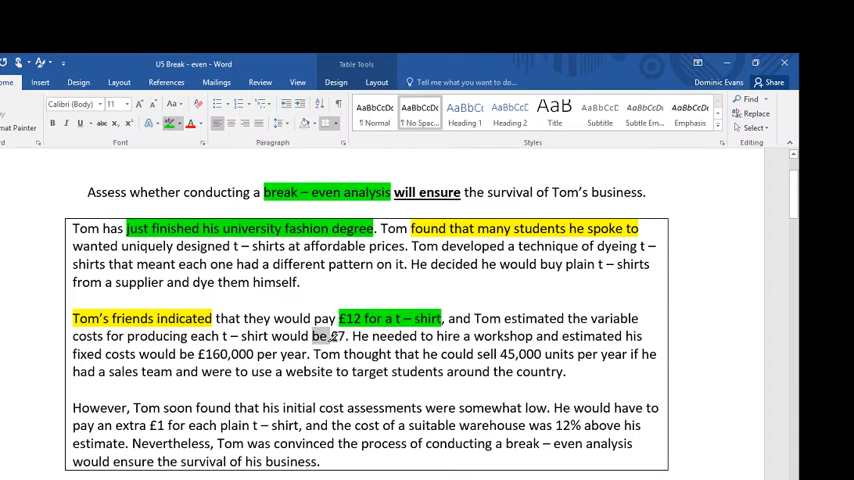 U5 Break - even - Word
Table Tools
Insert Design Layout References Mailings Review View Design Layout Tell me what you want to do... Dominic Evans Share
Calibri (Body) 11
AaBbCcDc AaBbCcDc AaBbCc AaBbCcC AaB AaBbCcC AaBbCcDc AaBbCcDc
¶ Normal ¶ No Spac... Heading 1 Heading 2 Title Subtitle Subtle Em... Emphasis
Find
Replace
Select
mat Painter
Font Paragraph Styles Editing
Assess whether conducting a break – even analysis will ensure the survival of Tom's business.
Tom has just finished his university fashion degree. Tom found that many students he spoke to
wanted uniquely designed t – shirts at affordable prices. Tom developed a technique of dyeing t –
shirts that meant each one had a different pattern on it. He decided he would buy plain t – shirts
from a supplier and dye them himself.
Tom's friends indicated that they would pay £12 for a t – shirt, and Tom estimated the variable
costs for producing each t – shirt would be £7. He needed to hire a workshop and estimated his
fixed costs would be £160,000 per year. Tom thought that he could sell 45,000 units per year if he
had a sales team and were to use a website to target students around the country.
However, Tom soon found that his initial cost assessments were somewhat low. He would have to
pay an extra £1 for each plain t – shirt, and the cost of a suitable warehouse was 12% above his
estimate. Nevertheless, Tom was convinced the process of conducting a break – even analysis
would ensure the survival of his business.